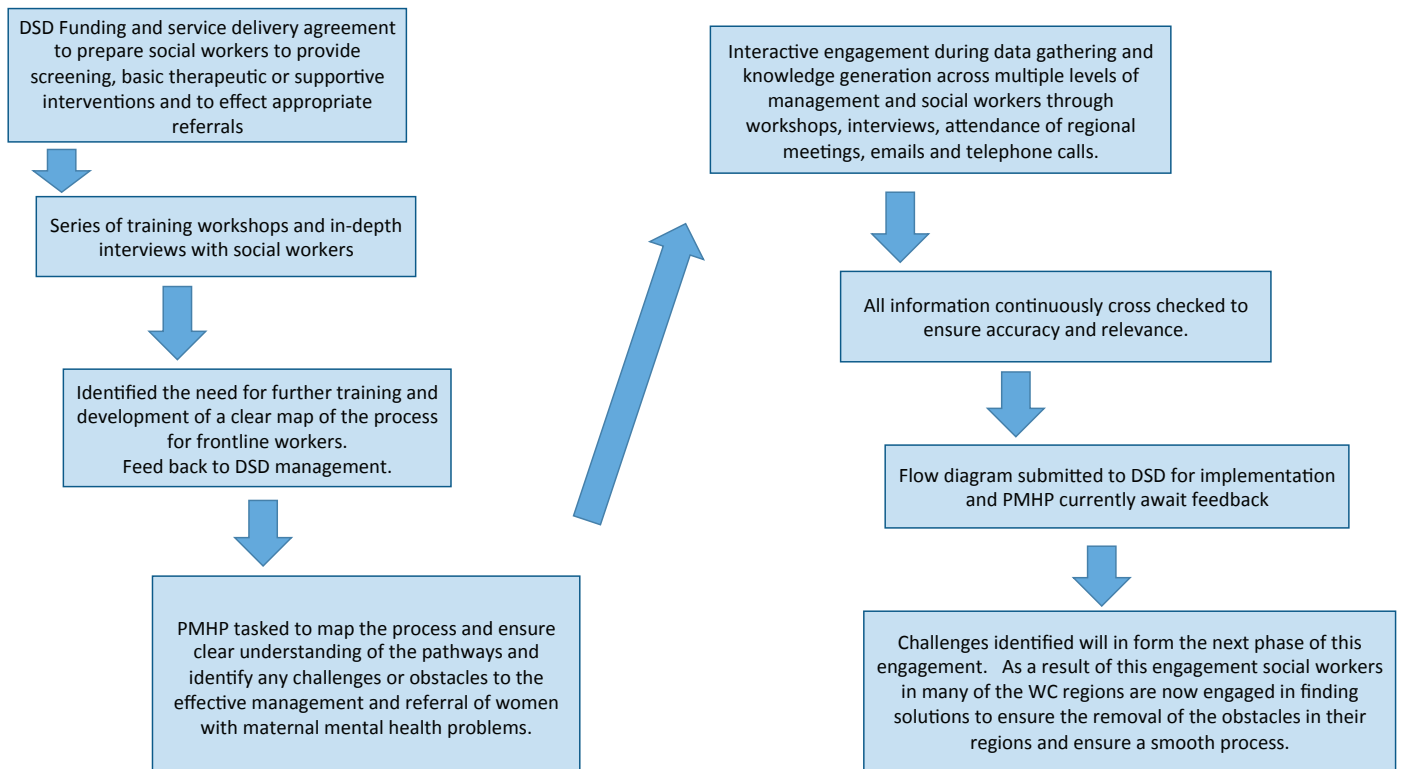 DSD Funding and service delivery agreement
to prepare social workers to provide
screening, basic therapeutic or supportive
interventions and to effect appropriate
referrals
Series of training workshops and in-depth
interviews with social workers
Identified the need for further training and
development of a clear map of the process
for frontline workers.
Feed back to DSD management.
PMHP tasked to map the process and ensure
clear understanding of the pathways and
identify any challenges or obstacles to the
effective management and referral of women
with maternal mental health problems.
Interactive engagement during data gathering and
knowledge generation across multiple levels of
management and social workers through
workshops, interviews, attendance of regional
meetings, emails and telephone calls.
All information continuously cross checked to
ensure accuracy and relevance.
Flow diagram submitted to DSD for implementation
and PMHP currently await feedback
Challenges identified will in form the next phase of this
engagement.   As a result of this engagement social workers
in many of the WC regions are now engaged in finding
solutions to ensure the removal of the obstacles in their
regions and ensure a smooth process.